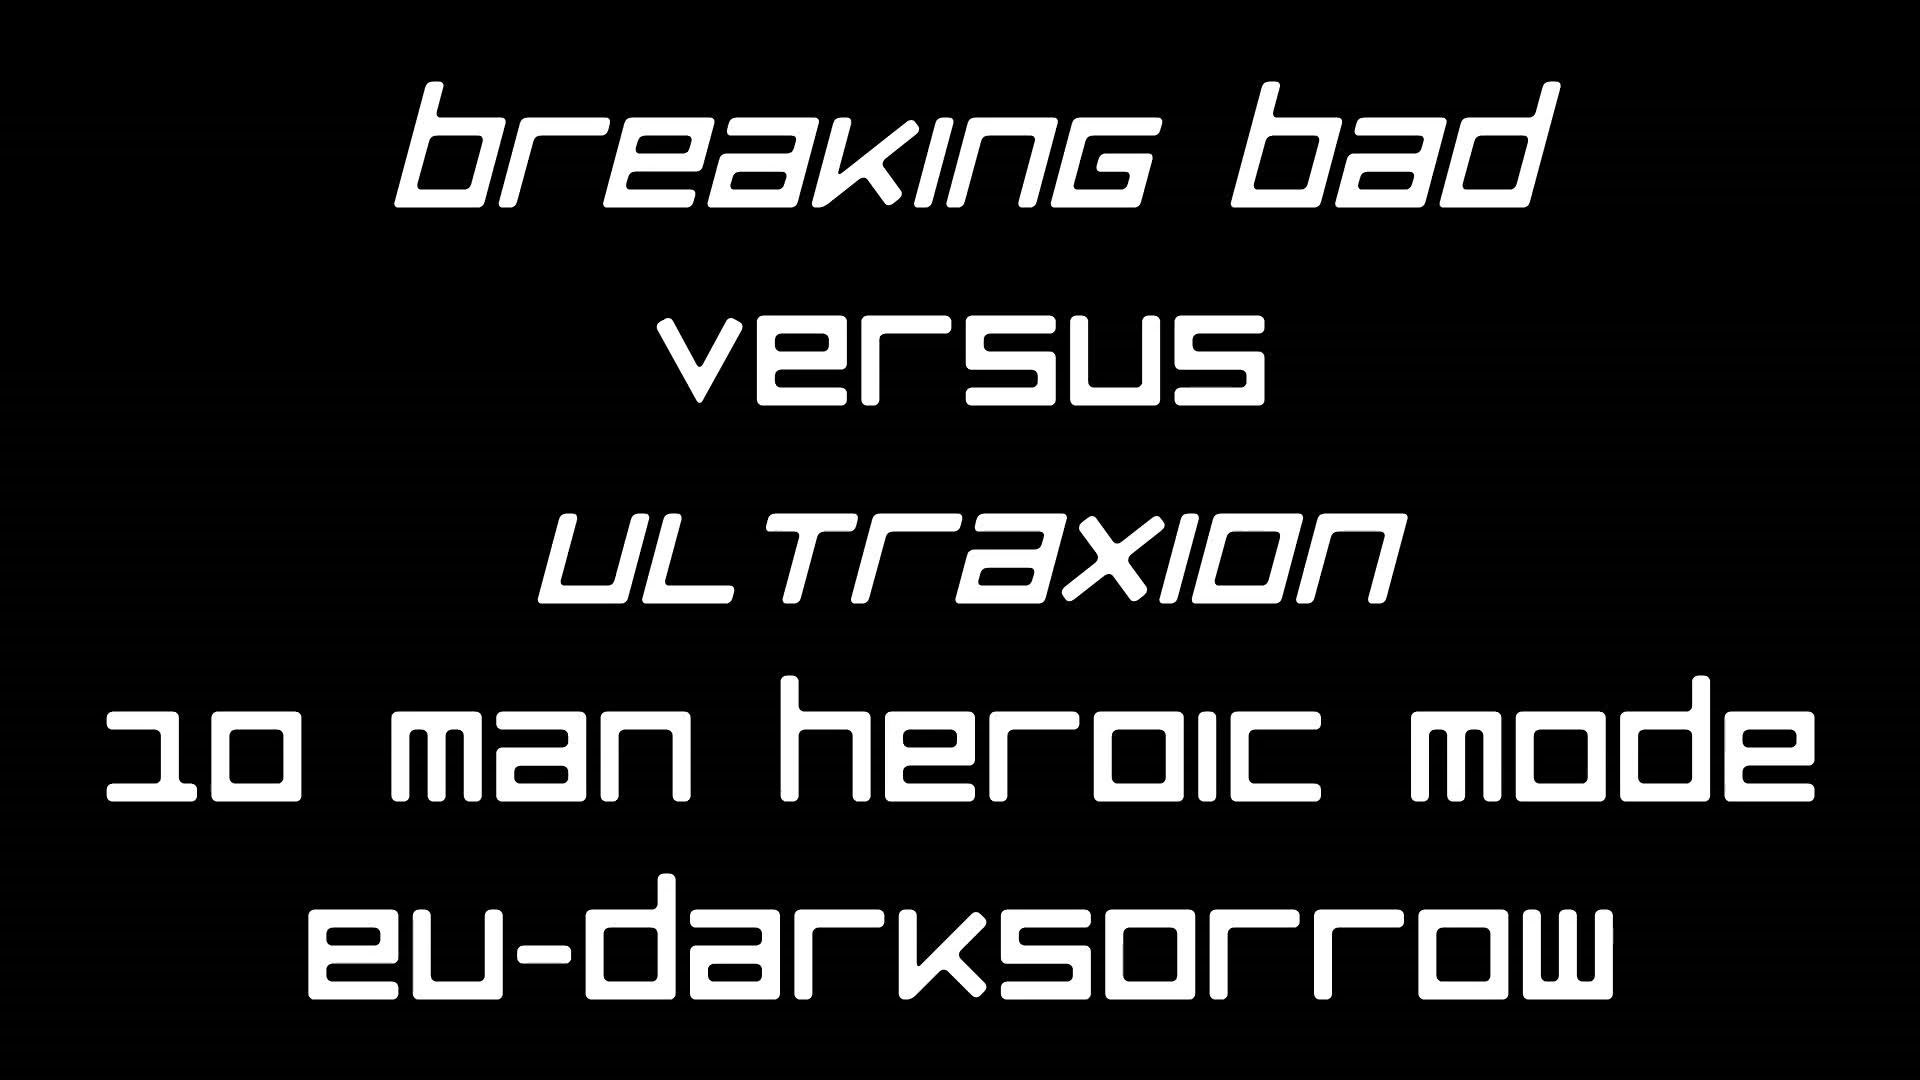 breaking bad
versus
ultraxion
10 man heroic mode
eu-darksorrow